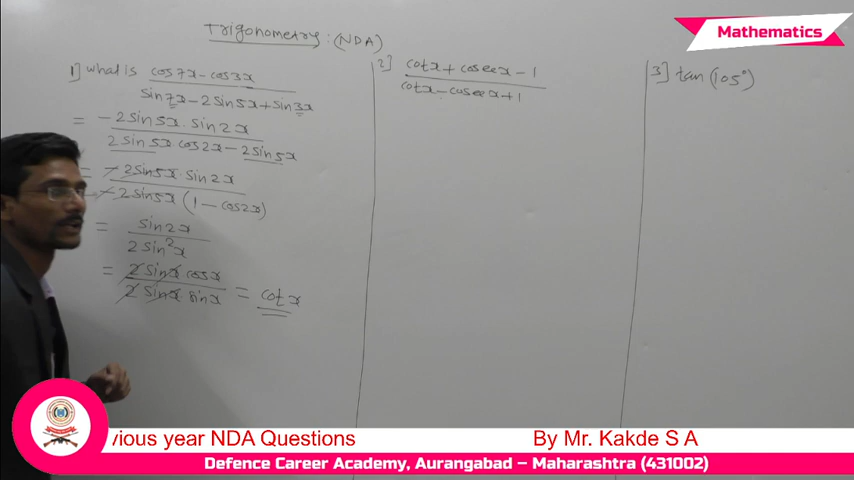 Mathematics
Trigonometry : (NDA)
1] what is cos7x - cos3x
sin7x - 2sin5x + sin3x
= -2sin5x . sin2x
2sin5x cos2x - 2sin5x
= -2sin5x . sin2x
-2sin5x (1 - cos2x)
= sin2x
2sin²x
= 2sinx cosx
2sinx sinx = cotx
2] cotx + cosecx - 1
cotx - cosecx + 1
3] tan(105°)
vious year NDA Questions
By Mr. Kakde S A
Defence Career Academy, Aurangabad – Maharashtra (431002)